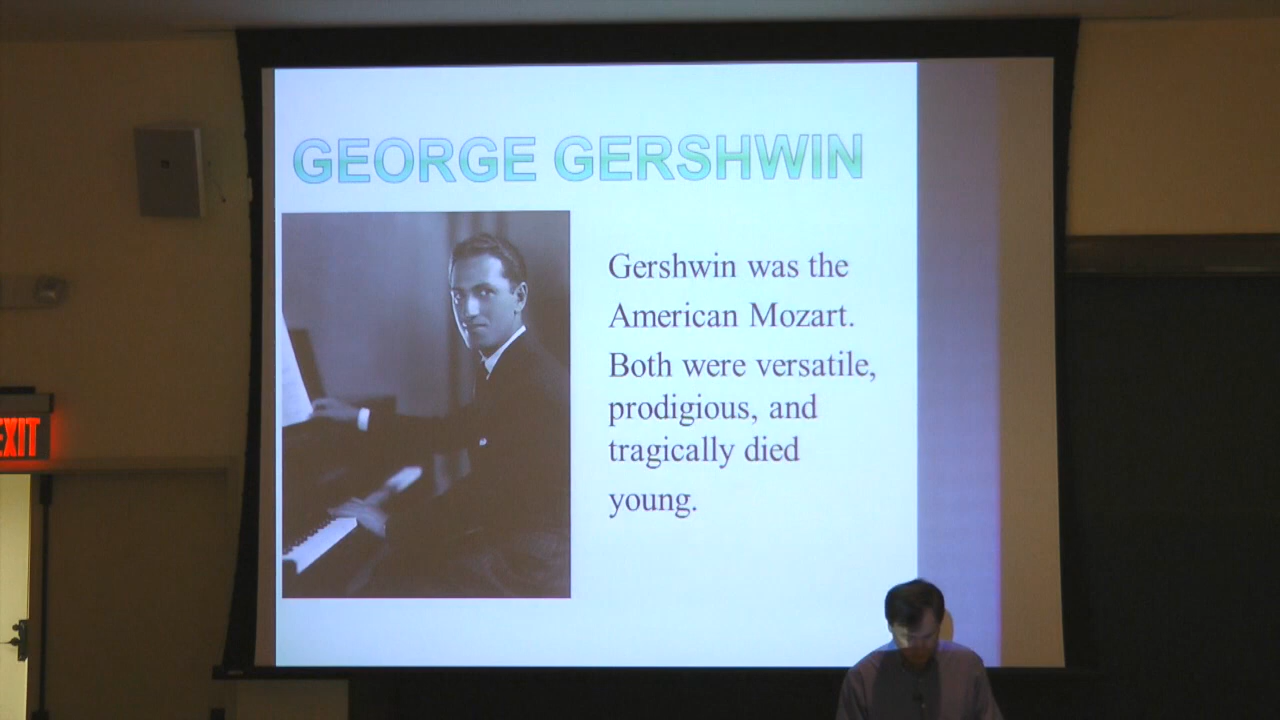 GEORGE GERSHWIN
Gershwin was the
American Mozart.
Both were versatile,
prodigious, and
tragically died
young.
EXIT